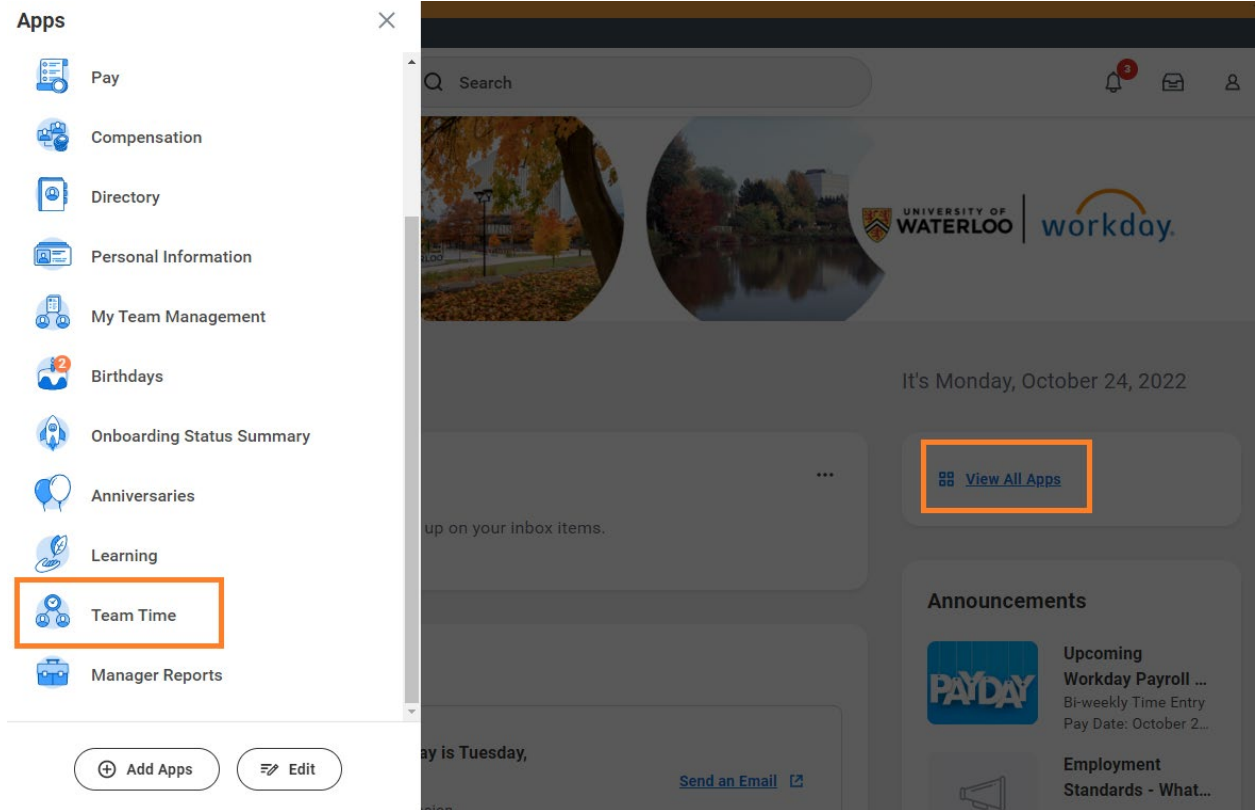 Apps
Pay
Compensation
Directory
Personal Information
My Team Management
2
Birthdays
Onboarding Status Summary
Anniversaries
Learning
Team Time
Manager Reports
Add Apps
Edit
Search
3
UNIVERSITY OF
WATERLOO
workday.
It's Monday, October 24, 2022
View All Apps
up on your inbox items.
Announcements
PAYDAY
Upcoming
Workday Payroll ...
Bi-weekly Time Entry
Pay Date: October 2...
Employment
Standards - What...
ay is Tuesday,
Send an Email